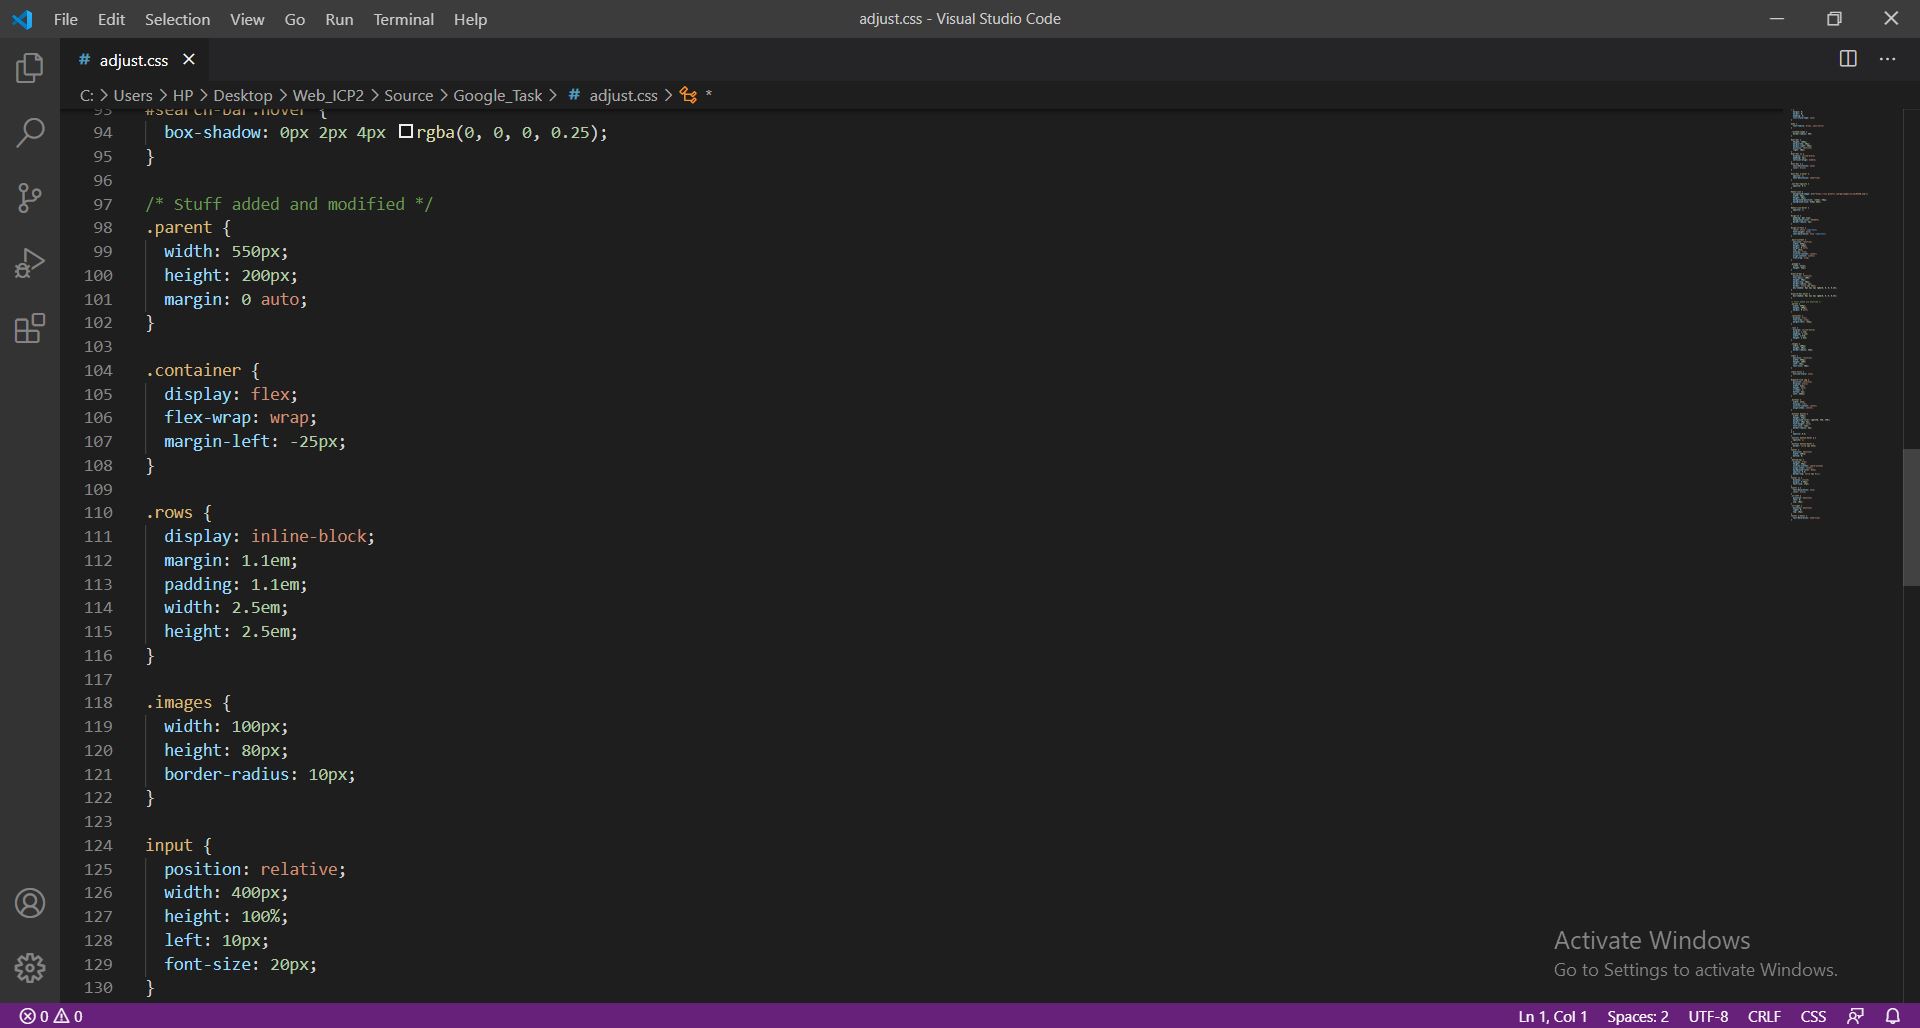 File Edit Selection View Go Run Terminal Help adjust.css - Visual Studio Code
# adjust.css
C: > Users > HP > Desktop > Web_ICP2 > Source > Google_Task > # adjust.css > *
93 #search-bar:hover {
94 box-shadow: 0px 2px 4px rgba(0, 0, 0, 0.25);
95 }
96
97 /* Stuff added and modified */
98 .parent {
99 width: 550px;
100 height: 200px;
101 margin: 0 auto;
102 }
103
104 .container {
105 display: flex;
106 flex-wrap: wrap;
107 margin-left: -25px;
108 }
109
110 .rows {
111 display: inline-block;
112 margin: 1.1em;
113 padding: 1.1em;
114 width: 2.5em;
115 height: 2.5em;
116 }
117
118 .images {
119 width: 100px;
120 height: 80px;
121 border-radius: 10px;
122 }
123
124 input {
125 position: relative;
126 width: 400px;
127 height: 100%;
128 left: 10px;
129 font-size: 20px;
130 }
Activate Windows
Go to Settings to activate Windows.
0 0 Ln 1, Col 1 Spaces: 2 UTF-8 CRLF CSS